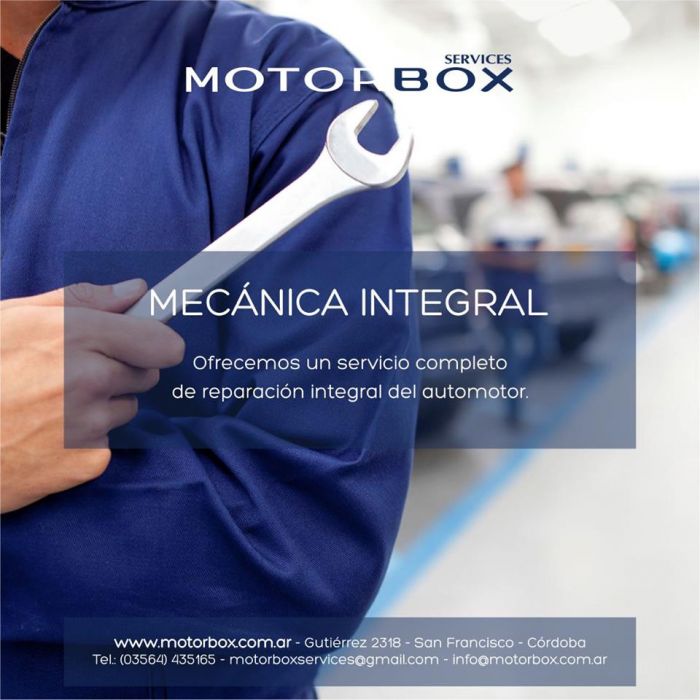 SERVICES
MOTORBOX
MECÁNICA INTEGRAL
Ofrecemos un servicio completo
de reparación integral del automotor.
www.motorbox.com.ar - Gutiérrez 2318 - San Francisco - Córdoba
Tel.: (03564) 435165 - motorboxservices@gmail.com - info@motorbox.com.ar